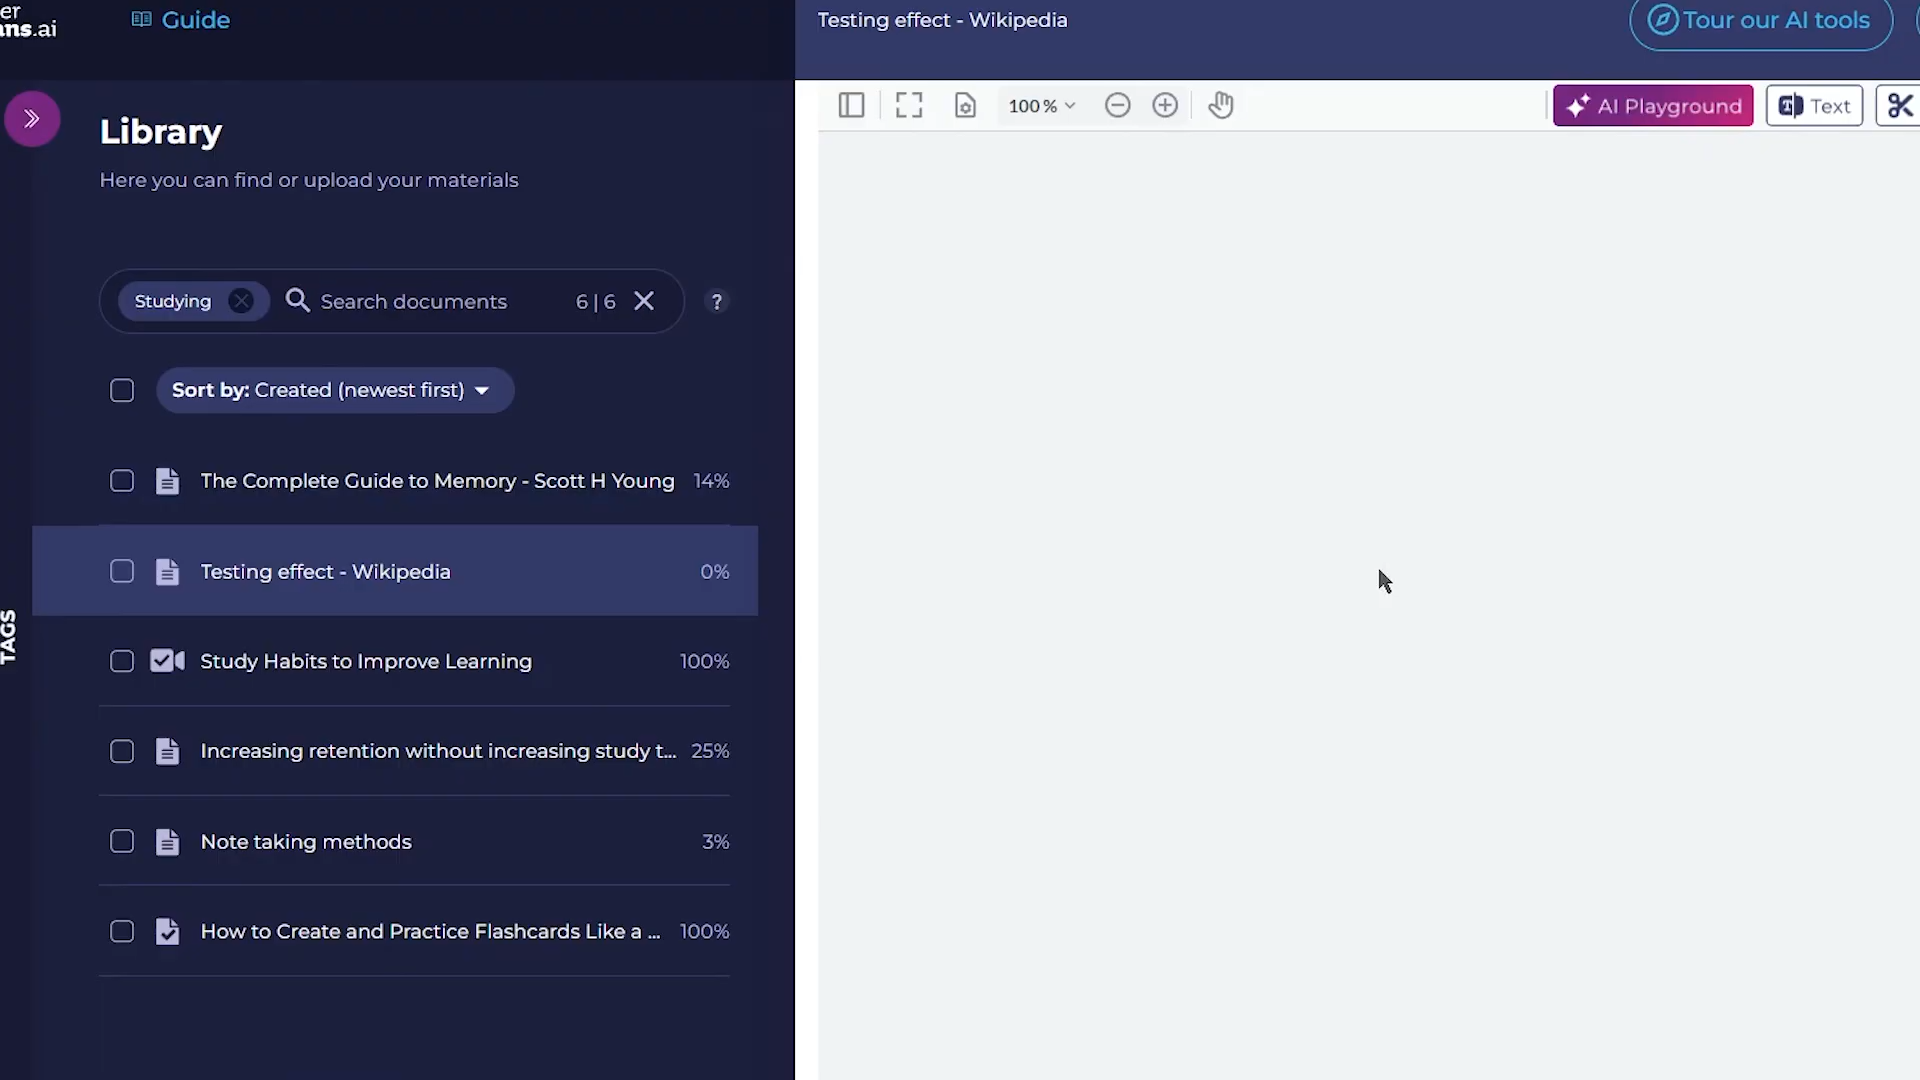 er
ans.ai
Guide
Testing effect - Wikipedia
Tour our AI tools
100 %
AI Playground
Text
Library
Here you can find or upload your materials
Studying
Search documents
6 | 6
?
Sort by: Created (newest first)
The Complete Guide to Memory - Scott H Young 14%
Testing effect - Wikipedia 0%
Study Habits to Improve Learning 100%
Increasing retention without increasing study t... 25%
Note taking methods 3%
How to Create and Practice Flashcards Like a ... 100%
TAGS